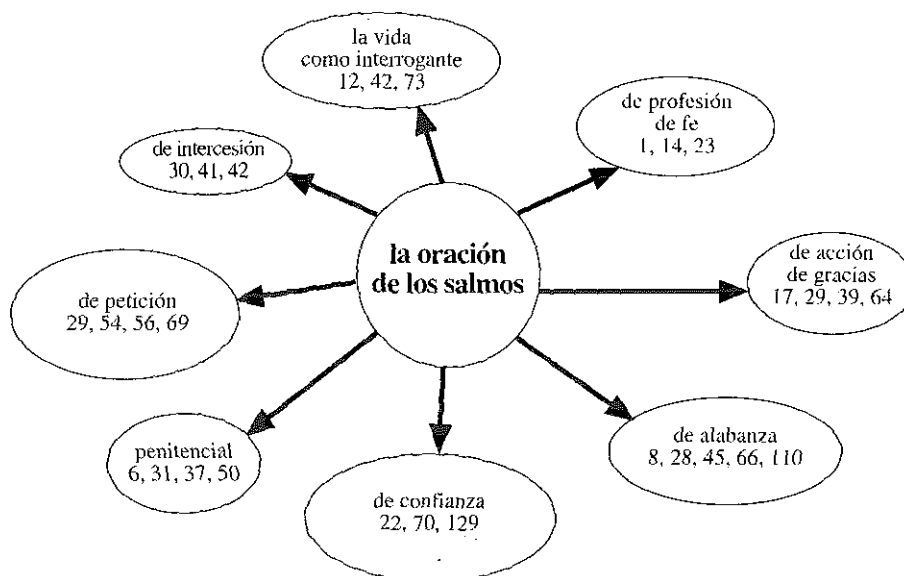 la vida
como interrogante
12, 42, 73
de profesión
de fe
1, 14, 23
de intercesión
30, 41, 42
la oración
de los salmos
de acción
de gracias
17, 29, 39, 64
de petición
29, 54, 56, 69
penitencial
6, 31, 37, 50
de alabanza
8, 28, 45, 66, 110
de confianza
22, 70, 129